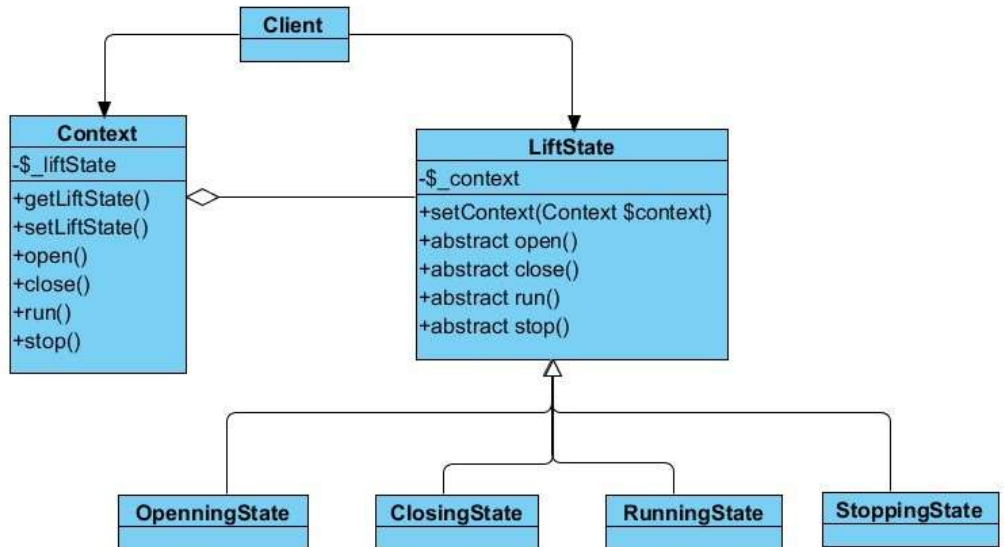 Client
Context
-$_liftState
+getLiftState()
+setLiftState()
+open()
+close()
+run()
+stop()
LiftState
-$_context
+setContext(Context $context)
+abstract open()
+abstract close()
+abstract run()
+abstract stop()
OpenningState
ClosingState
RunningState
StoppingState